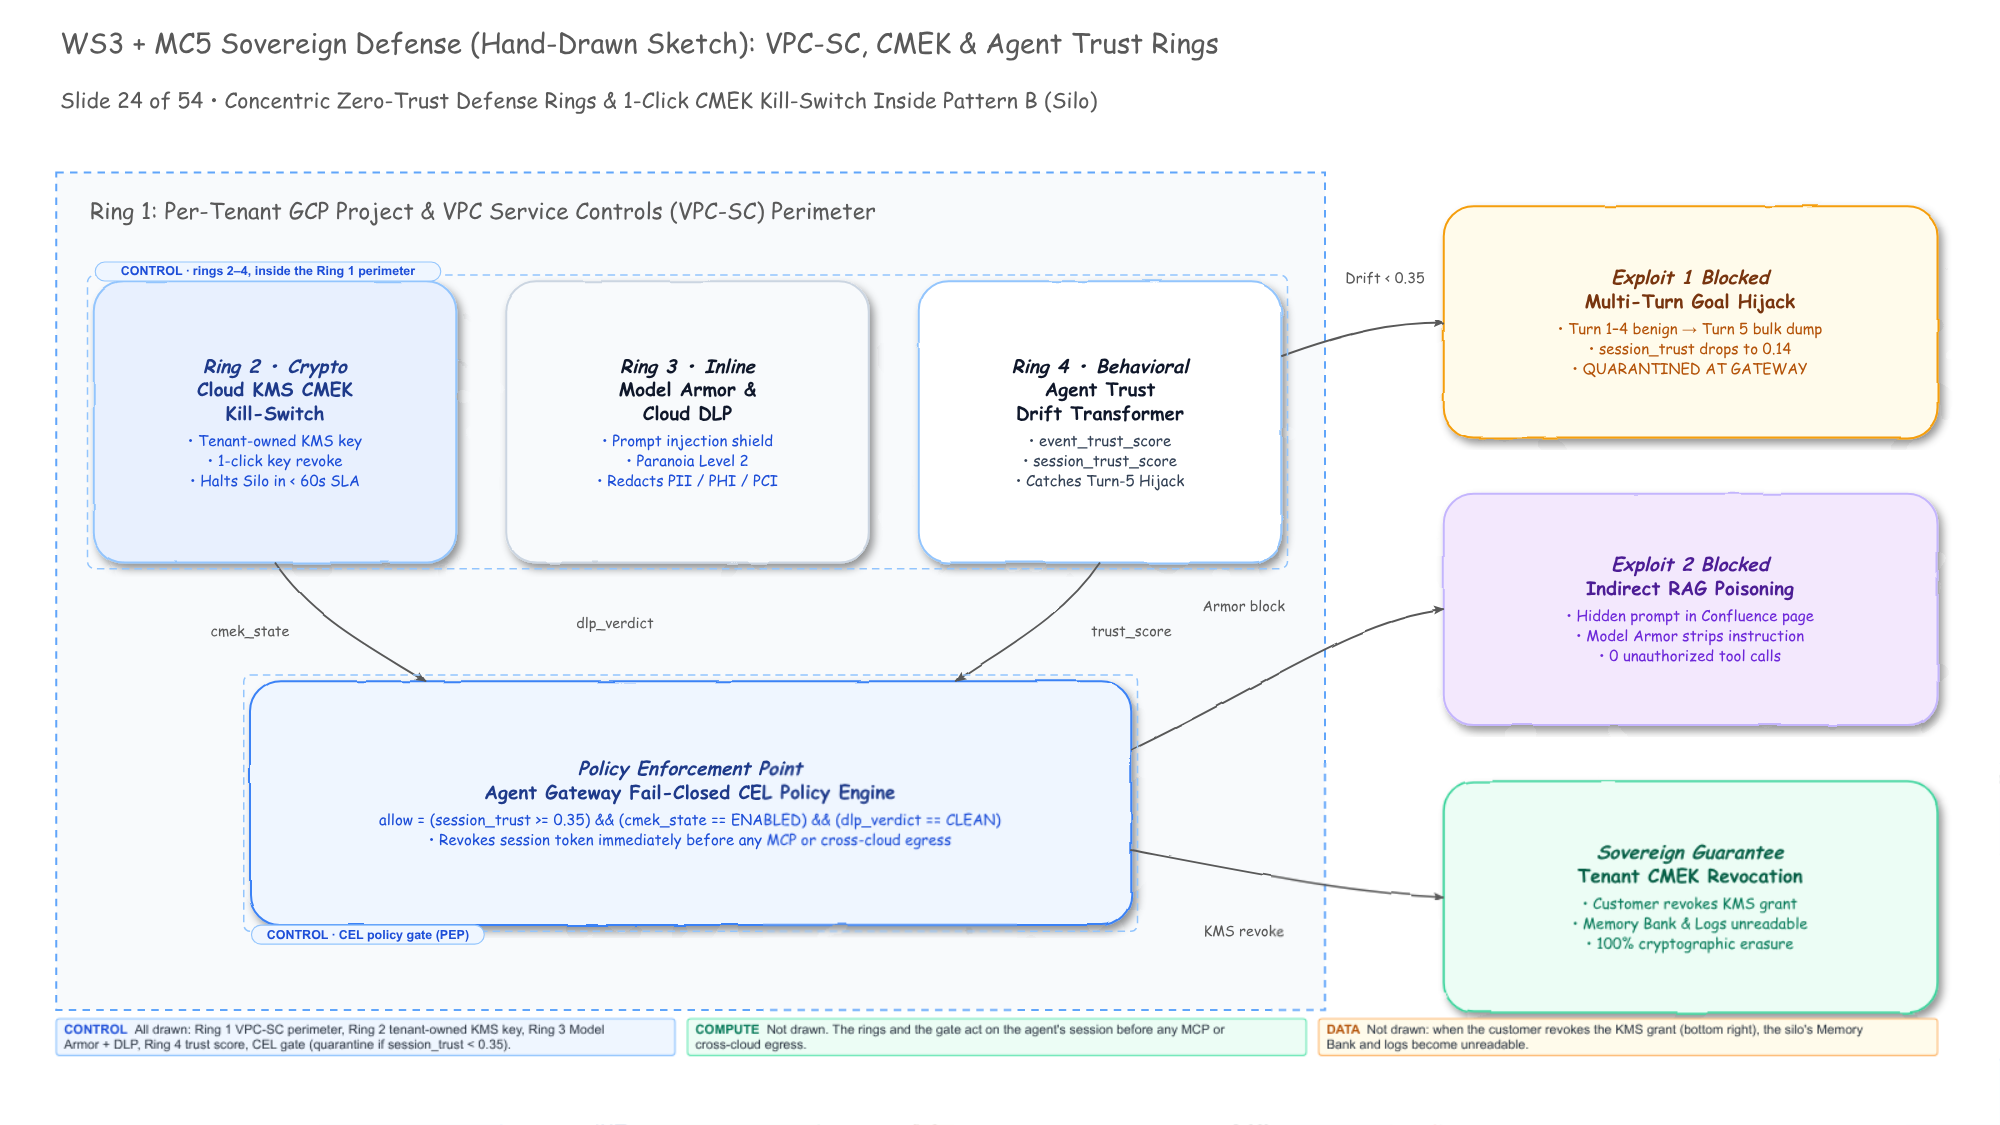 WS3 + MC5 Sovereign Defense (Hand-Drawn Sketch): VPC-SC, CMEK & Agent Trust Rings
Slide 24 of 54 • Concentric Zero-Trust Defense Rings & 1-Click CMEK Kill-Switch Inside Pattern B (Silo)
Ring 1: Per-Tenant GCP Project & VPC Service Controls (VPC-SC) Perimeter
CONTROL · rings 2–4, inside the Ring 1 perimeter
Ring 2 • Crypto
Cloud KMS CMEK
Kill-Switch
• Tenant-owned KMS key
• 1-click key revoke
• Halts Silo in < 60s SLA
Ring 3 • Inline
Model Armor &
Cloud DLP
• Prompt injection shield
• Paranoia Level 2
• Redacts PII / PHI / PCI
Ring 4 • Behavioral
Agent Trust
Drift Transformer
• event_trust_score
• session_trust_score
• Catches Turn-5 Hijack
Drift < 0.35
Exploit 1 Blocked
Multi-Turn Goal Hijack
• Turn 1–4 benign → Turn 5 bulk dump
• session_trust drops to 0.14
• QUARANTINED AT GATEWAY
cmek_state
dlp_verdict
trust_score
Armor block
Exploit 2 Blocked
Indirect RAG Poisoning
• Hidden prompt in Confluence page
• Model Armor strips instruction
• 0 unauthorized tool calls
Policy Enforcement Point
Agent Gateway Fail-Closed CEL Policy Engine
allow = (session_trust >= 0.35) && (cmek_state == ENABLED) && (dlp_verdict == CLEAN)
• Revokes session token immediately before any MCP or cross-cloud egress
CONTROL · CEL policy gate (PEP)
KMS revoke
Sovereign Guarantee
Tenant CMEK Revocation
• Customer revokes KMS grant
• Memory Bank & Logs unreadable
• 100% cryptographic erasure
CONTROL All drawn: Ring 1 VPC-SC perimeter, Ring 2 tenant-owned KMS key, Ring 3 Model
Armor + DLP, Ring 4 trust score, CEL gate (quarantine if session_trust < 0.35).
COMPUTE Not drawn. The rings and the gate act on the agent's session before any MCP or
cross-cloud egress.
DATA Not drawn: when the customer revokes the KMS grant (bottom right), the silo's Memory
Bank and logs become unreadable.